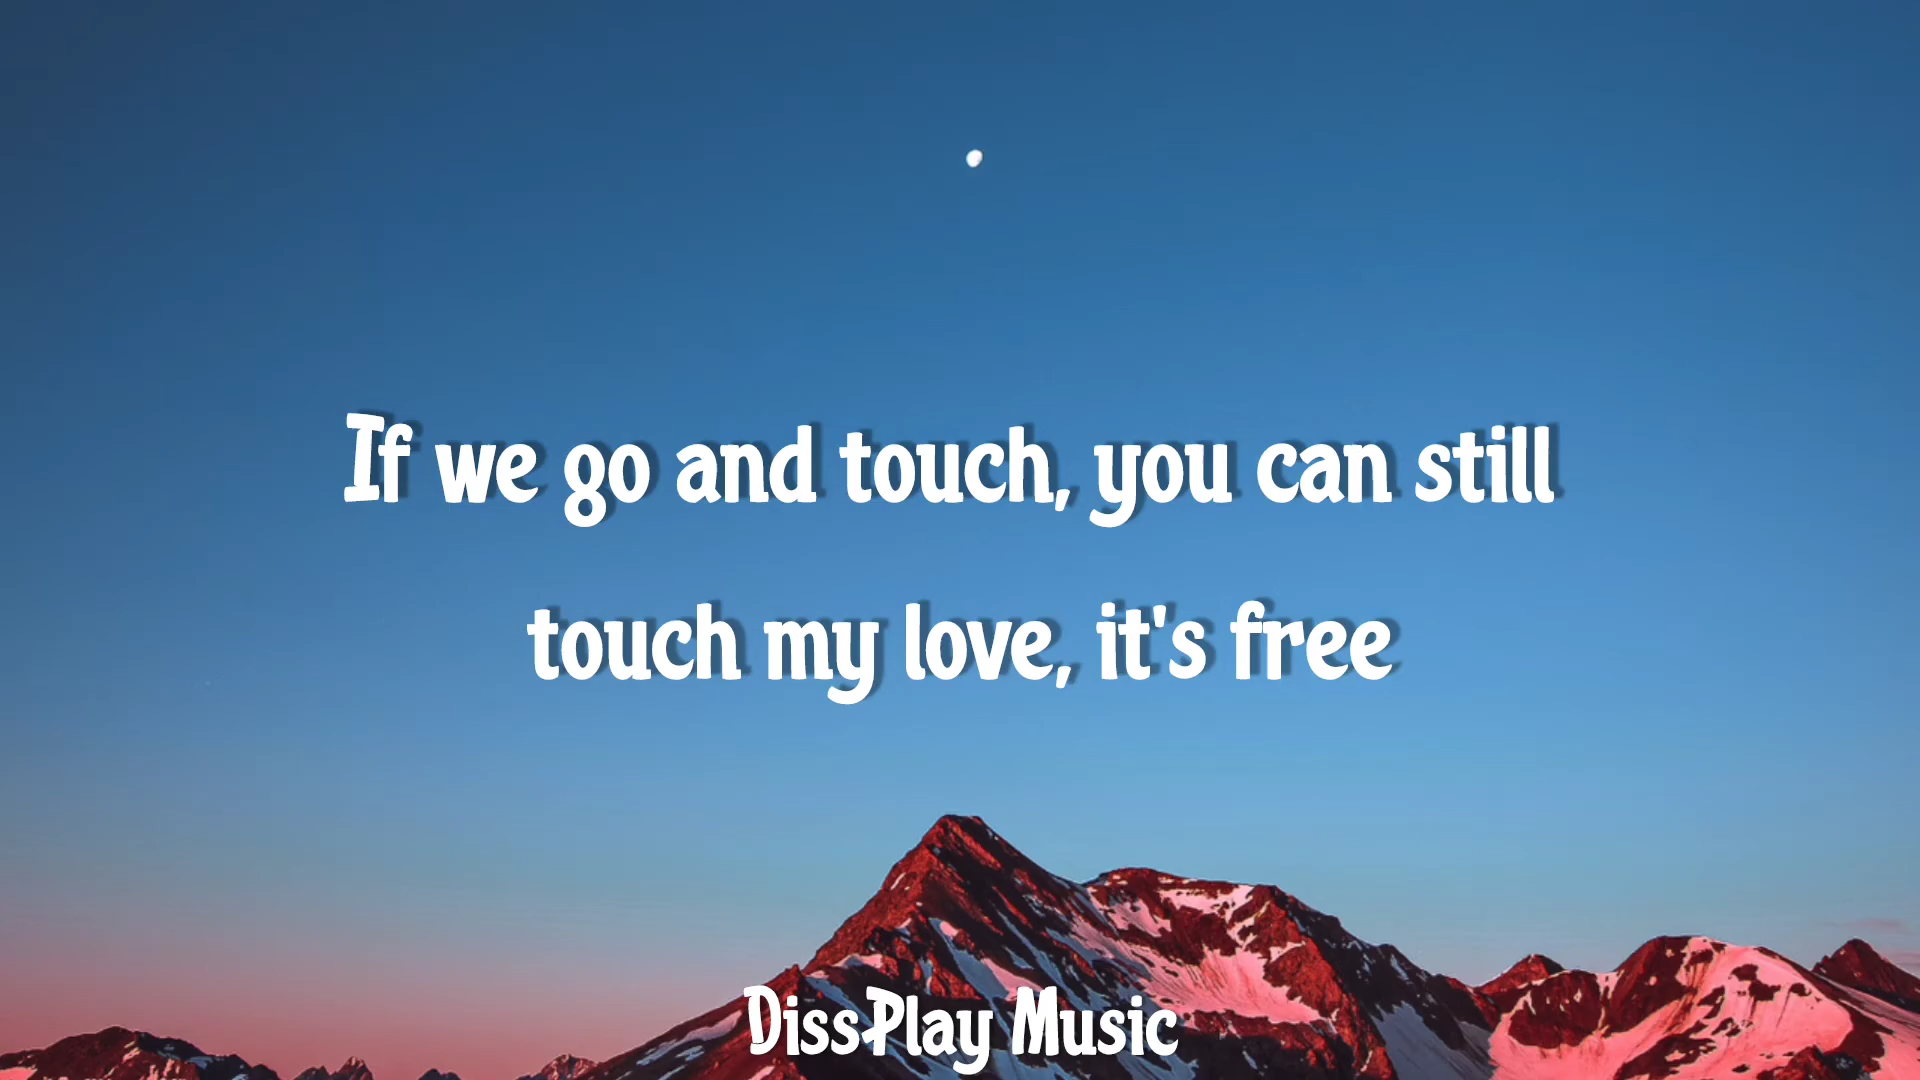 If we go and touch, you can still
touch my love, it's free
DissPlay Music